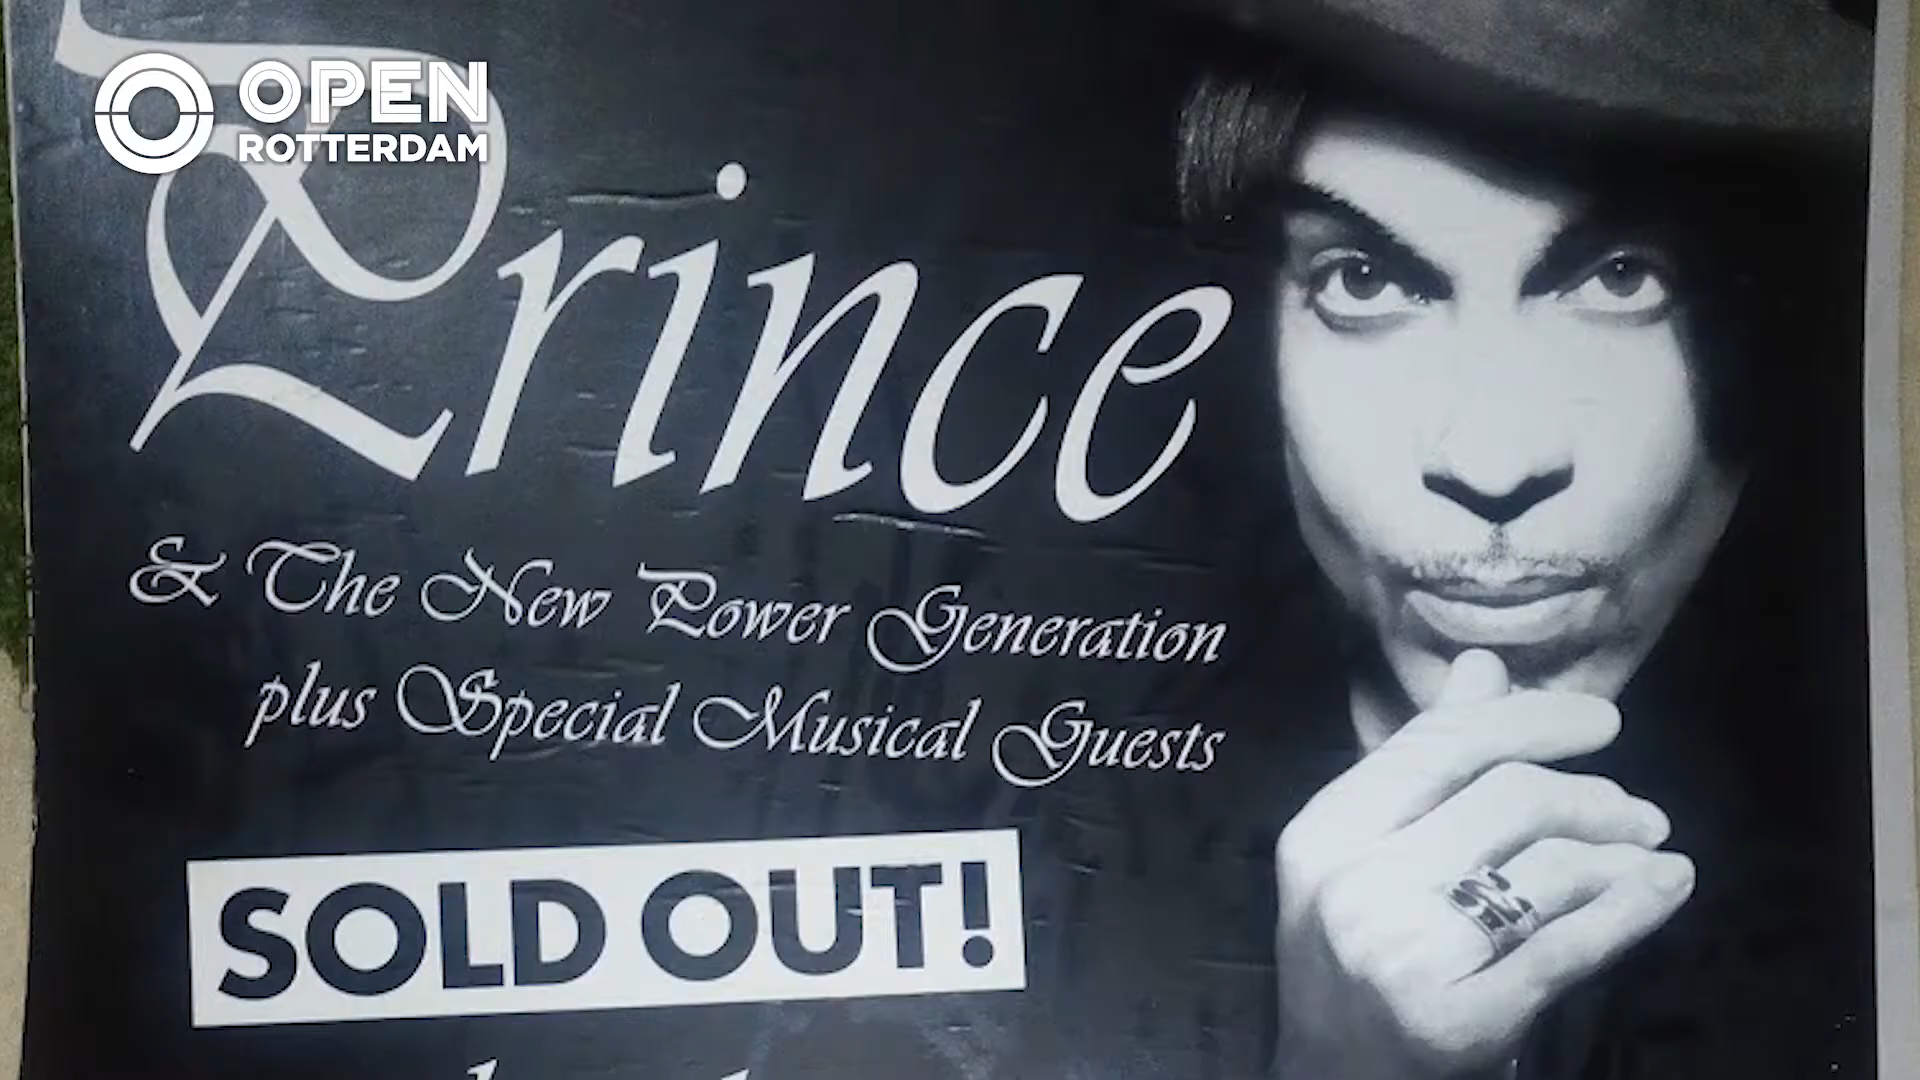 OPEN
ROTTERDAM
Prince
& The New Power Generation
plus Special Musical Guests
SOLD OUT!